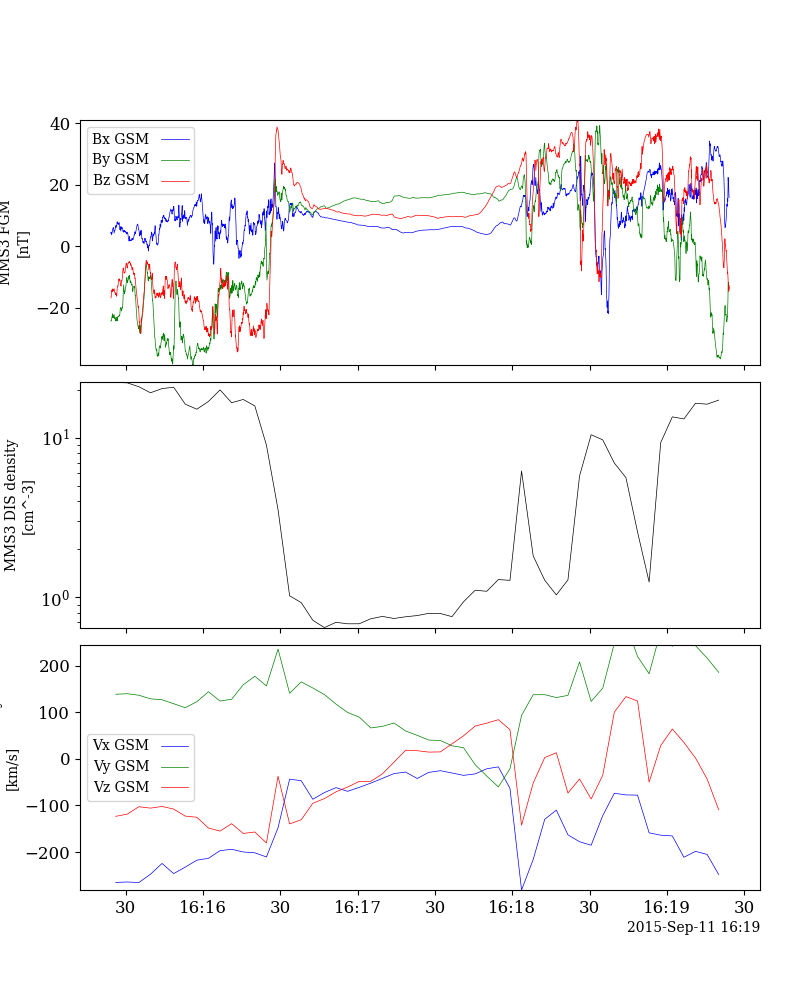 40
20
0
−20
MMS3 FGM
[nT]
Bx GSM
By GSM
Bz GSM
10^1
10^0
MMS3 DIS density
[cm^-3]
200
100
0
−100
−200
[km/s]
Vx GSM
Vy GSM
Vz GSM
30 16:16 30 16:17 30 16:18 30 16:19 30
2015-Sep-11 16:19